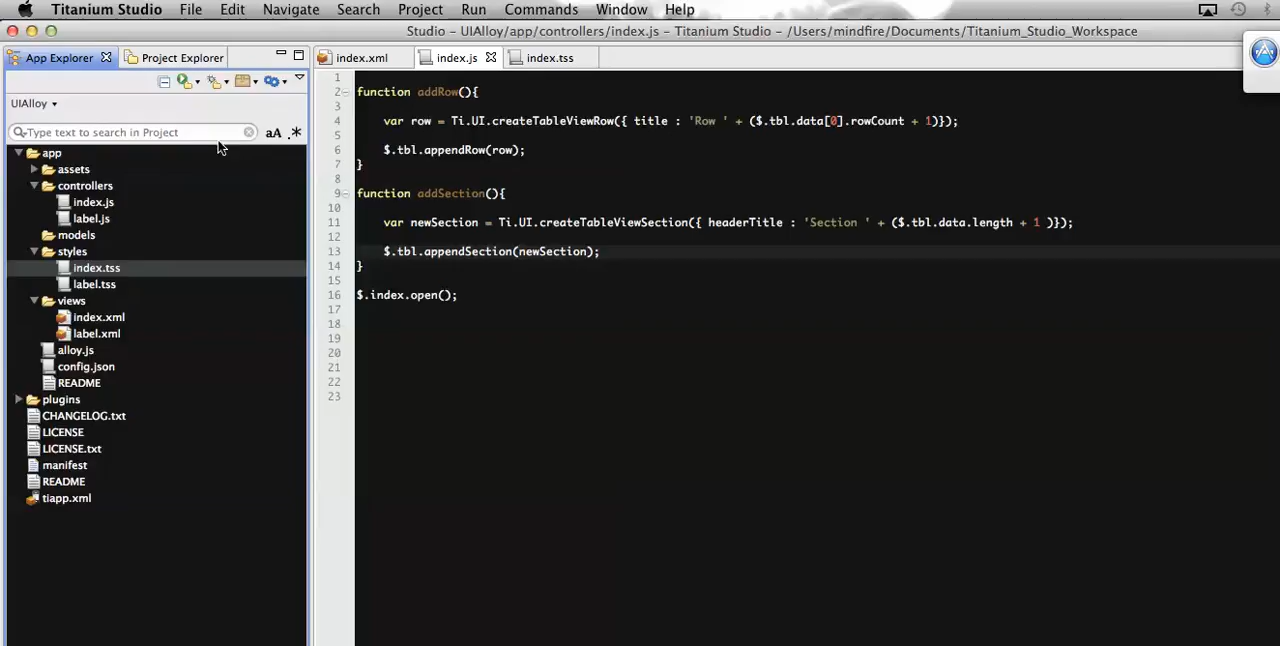 Titanium Studio File Edit Navigate Search Project Run Commands Window Help
Studio - UIAlloy/app/controllers/index.js - Titanium Studio - /Users/mindfire/Documents/Titanium_Studio_Workspace
App Explorer Project Explorer index.xml index.js index.tss
UIAlloy
Type text to search in Project aA .*
app
assets
controllers
index.js
label.js
models
styles
index.tss
label.tss
views
index.xml
label.xml
alloy.js
config.json
README
plugins
CHANGELOG.txt
LICENSE
LICENSE.txt
manifest
README
tiapp.xml
1
2 function addRow(){
3
4 var row = Ti.UI.createTableViewRow({ title : 'Row ' + ($.tbl.data[0].rowCount + 1)});
5
6 $.tbl.appendRow(row);
7 }
8
9 function addSection(){
10
11 var newSection = Ti.UI.createTableViewSection({ headerTitle : 'Section ' + ($.tbl.data.length + 1 )});
12
13 $.tbl.appendSection(newSection);
14 }
15
16 $.index.open();
17
18
19
20
21
22
23